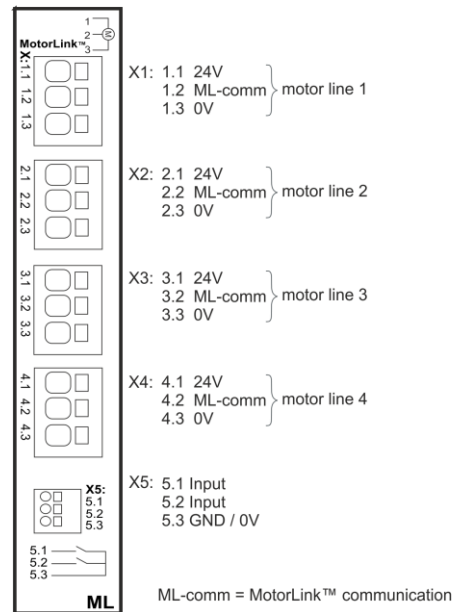 1
2 M
MotorLink™ 3
X:
1.1
1.2
1.3
X1: 1.1 24V
1.2 ML-comm motor line 1
1.3 0V
2.1
2.2
2.3
X2: 2.1 24V
2.2 ML-comm motor line 2
2.3 0V
3.1
3.2
3.3
X3: 3.1 24V
3.2 ML-comm motor line 3
3.3 0V
4.1
4.2
4.3
X4: 4.1 24V
4.2 ML-comm motor line 4
4.3 0V
X5:
5.1
5.2
5.3
X5: 5.1 Input
5.2 Input
5.3 GND / 0V
5.1
5.2
5.3
ML
ML-comm = MotorLink™ communication